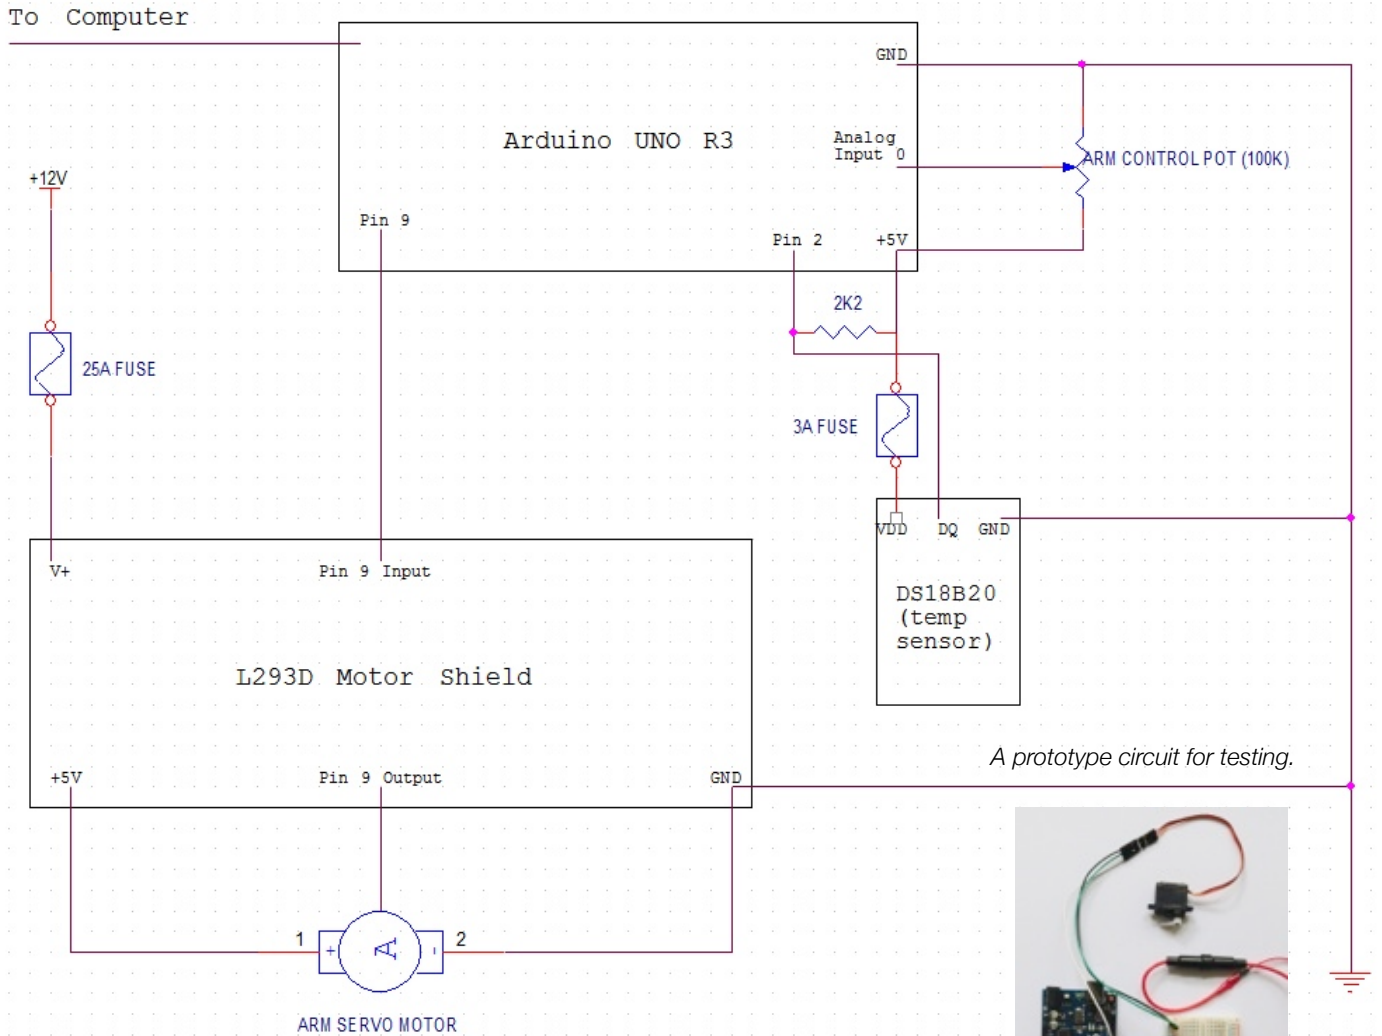 To Computer
GND
Arduino UNO R3
Analog
Input 0
ARM CONTROL POT (100K)
+12V
Pin 9
Pin 2
+5V
2K2
25A FUSE
3A FUSE
VDD
DQ
GND
V+
Pin 9 Input
DS18B20
(temp
sensor)
L293D Motor Shield
A prototype circuit for testing.
+5V
Pin 9 Output
GND
1
+
A
-
2
ARM SERVO MOTOR